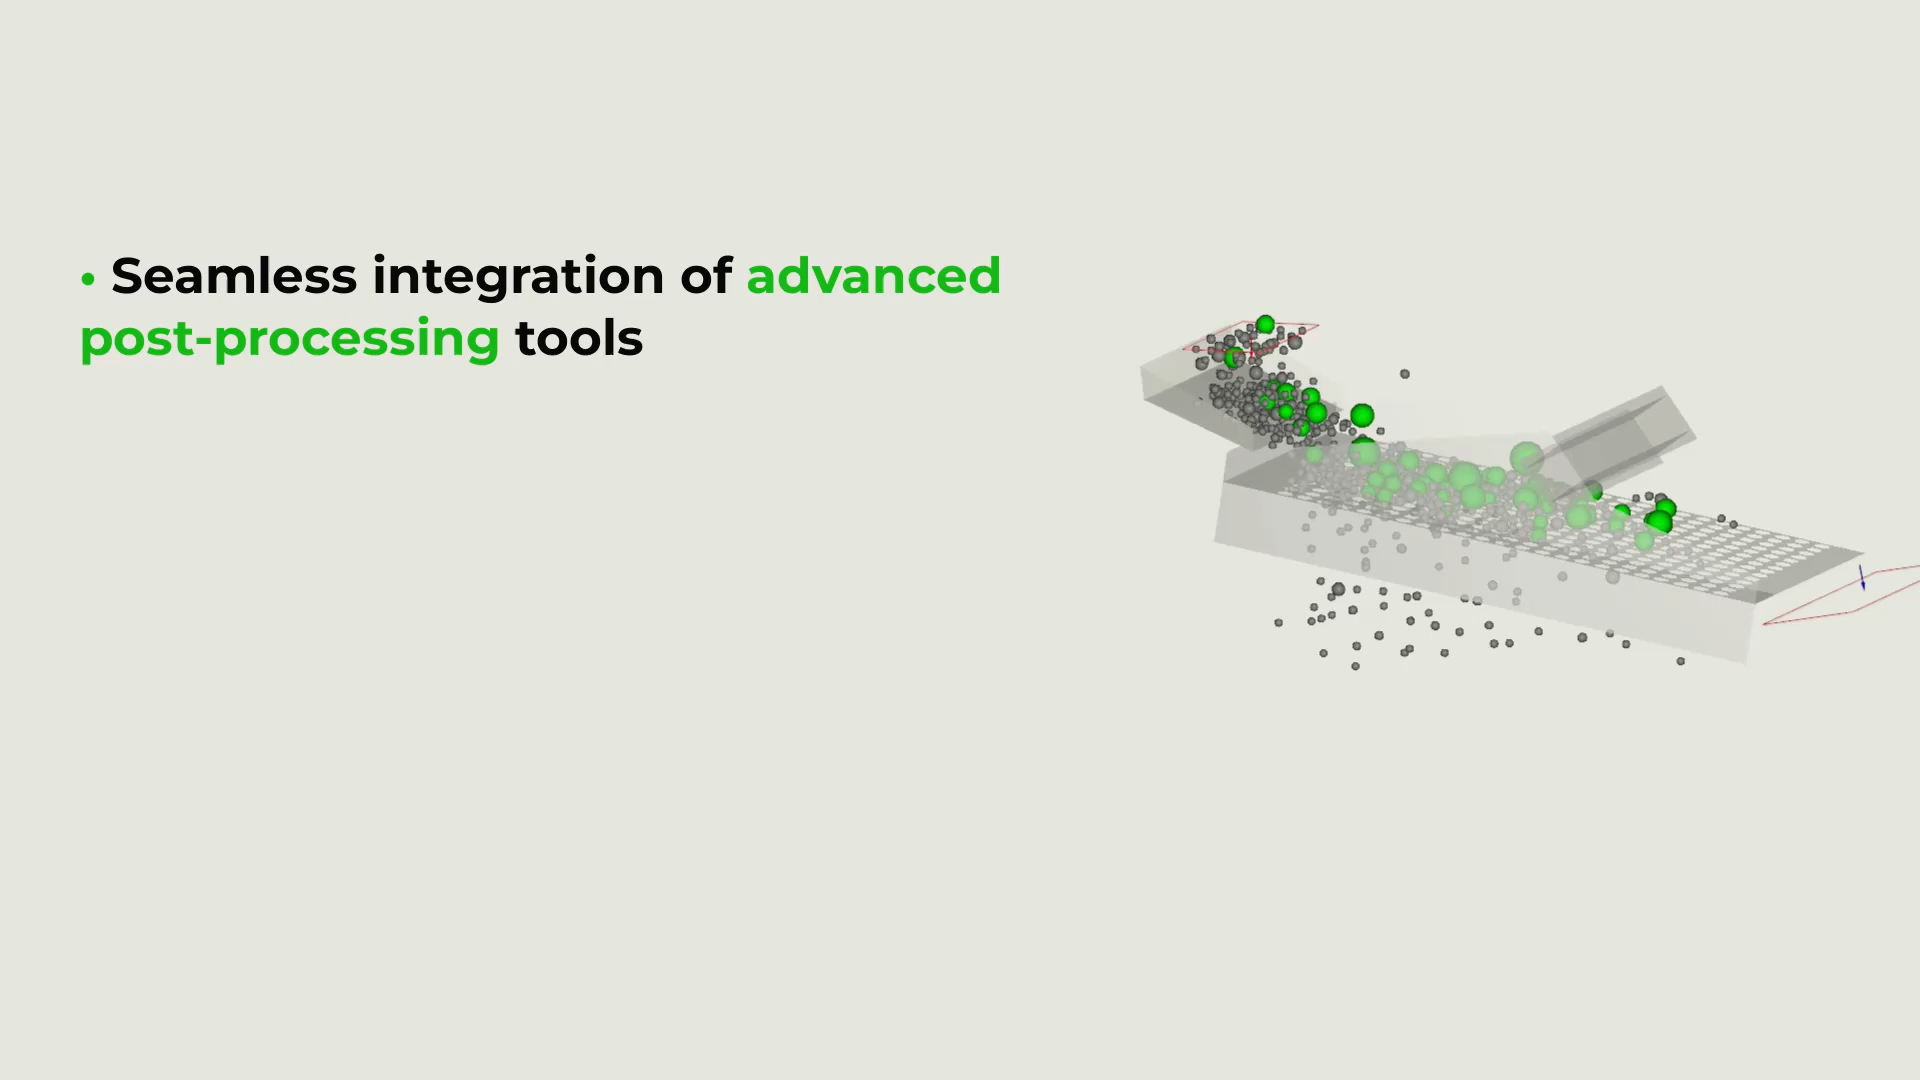 • Seamless integration of advanced
post-processing tools